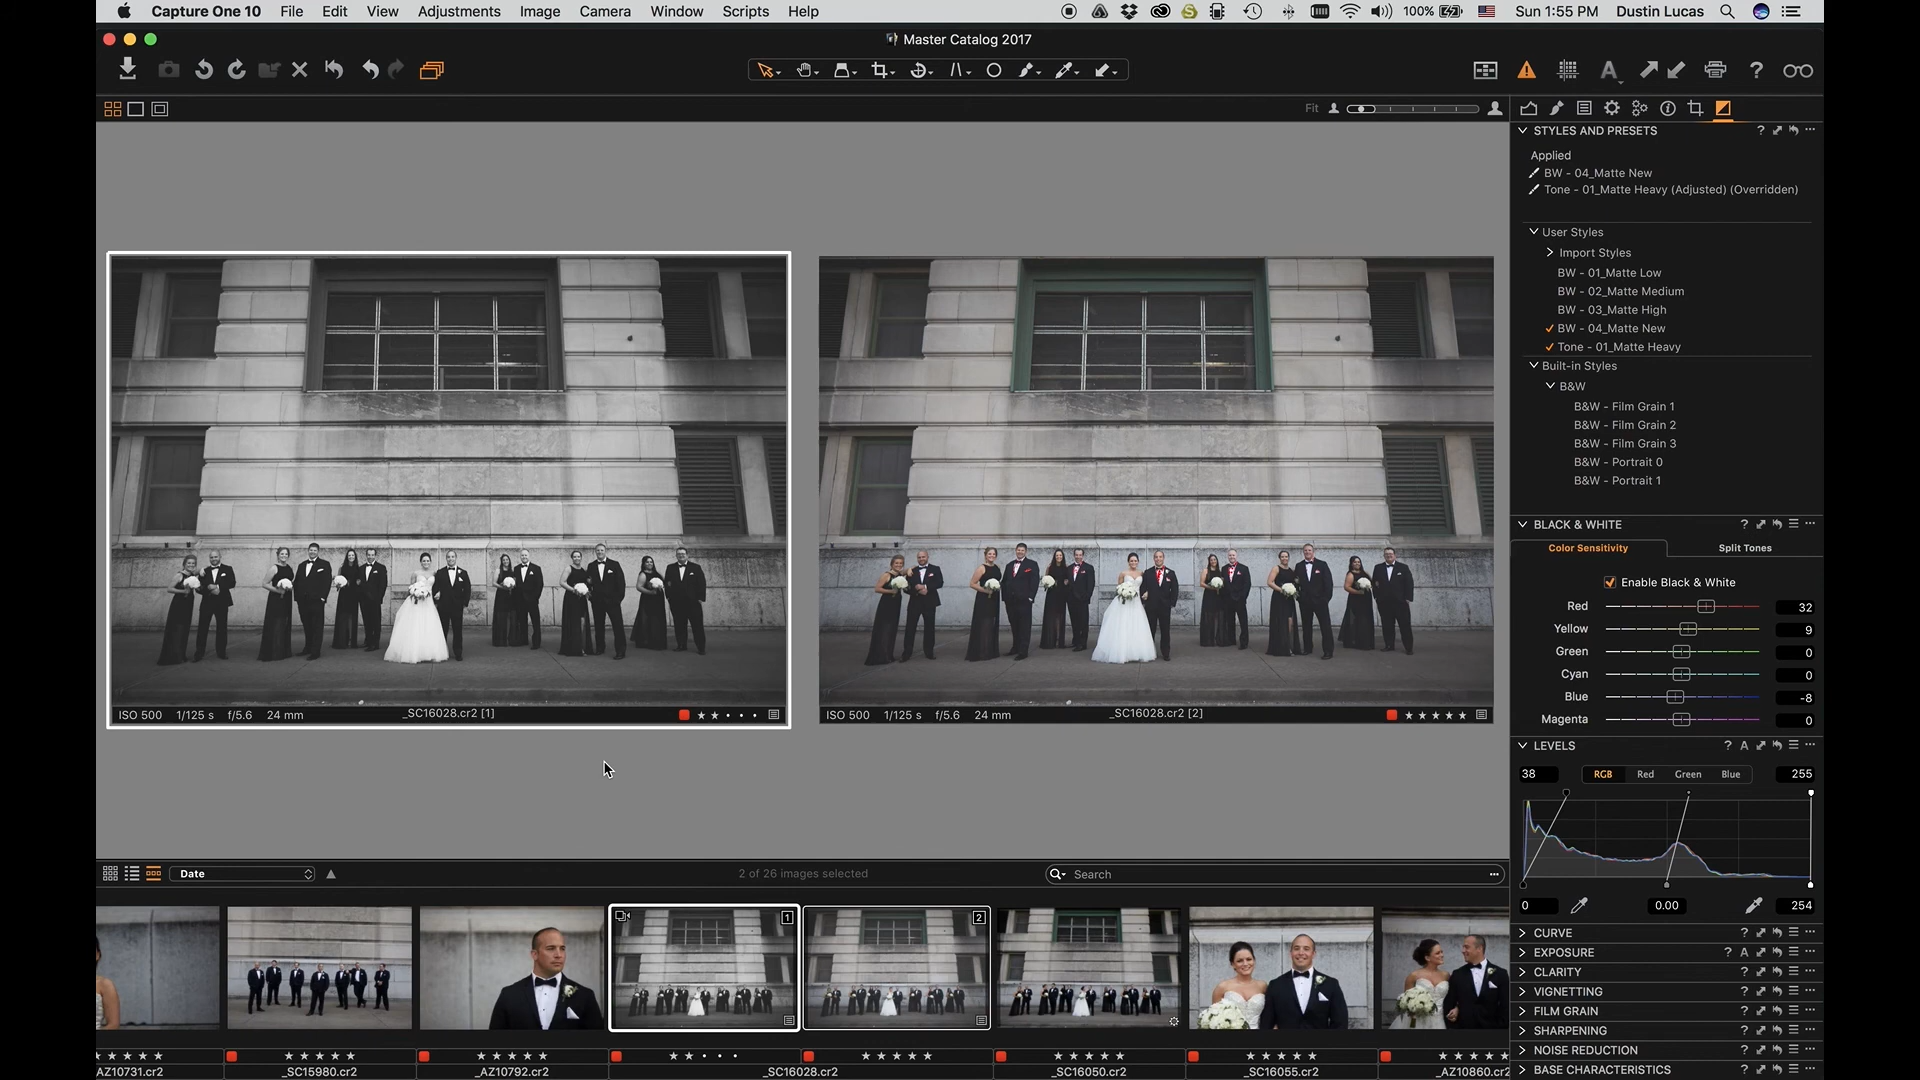 Capture One 10 File Edit View Adjustments Image Camera Window Scripts Help 100% Sun 1:55 PM Dustin Lucas
Master Catalog 2017
Fit
STYLES AND PRESETS
Applied
BW - 04_Matte New
Tone - 01_Matte Heavy (Adjusted) (Overridden)
User Styles
Import Styles
BW - 01_Matte Low
BW - 02_Matte Medium
BW - 03_Matte High
BW - 04_Matte New
Tone - 01_Matte Heavy
Built-in Styles
B&W
B&W - Film Grain 1
B&W - Film Grain 2
B&W - Film Grain 3
B&W - Portrait 0
B&W - Portrait 1
BLACK & WHITE
Color Sensitivity Split Tones
Enable Black & White
Red 32
Yellow 9
Green 0
Cyan 0
Blue -8
Magenta 0
LEVELS
38 RGB Red Green Blue 255
0 0.00 254
CURVE
EXPOSURE
CLARITY
VIGNETTING
FILM GRAIN
SHARPENING
NOISE REDUCTION
BASE CHARACTERISTICS
ISO 500 1/125 s f/5.6 24 mm _SC16028.cr2 [1]
ISO 500 1/125 s f/5.6 24 mm _SC16028.cr2 [2]
Date 2 of 26 images selected Search
1 2
AZ10731.cr2 _SC15980.cr2 _AZ10792.cr2 _SC16028.cr2 _SC16050.cr2 _SC16055.cr2 _AZ10860.cr2